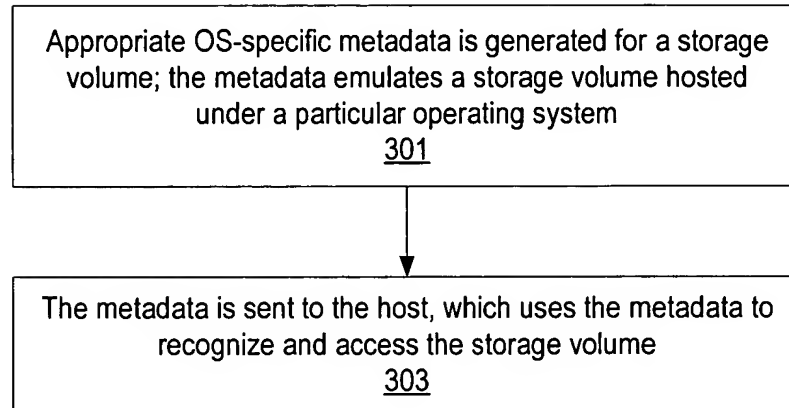 Appropriate OS-specific metadata is generated for a storage
volume; the metadata emulates a storage volume hosted
under a particular operating system
301
The metadata is sent to the host, which uses the metadata to
recognize and access the storage volume
303